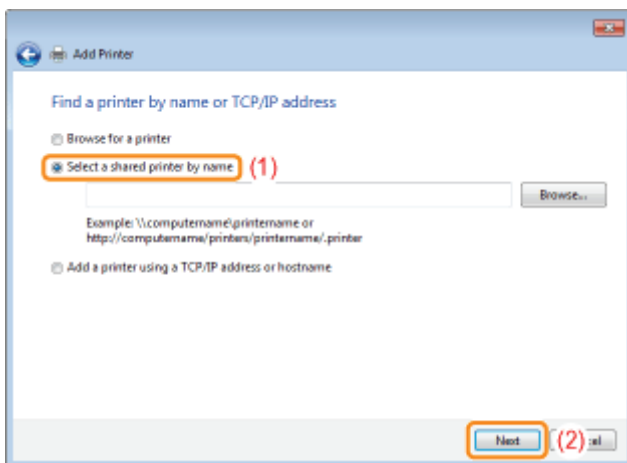 Add Printer
Find a printer by name or TCP/IP address
Browse for a printer
Select a shared printer by name (1)
Browse...
Example: \\computername\printername or
http://computername/printers/printername/.printer
Add a printer using a TCP/IP address or hostname
Next (2)